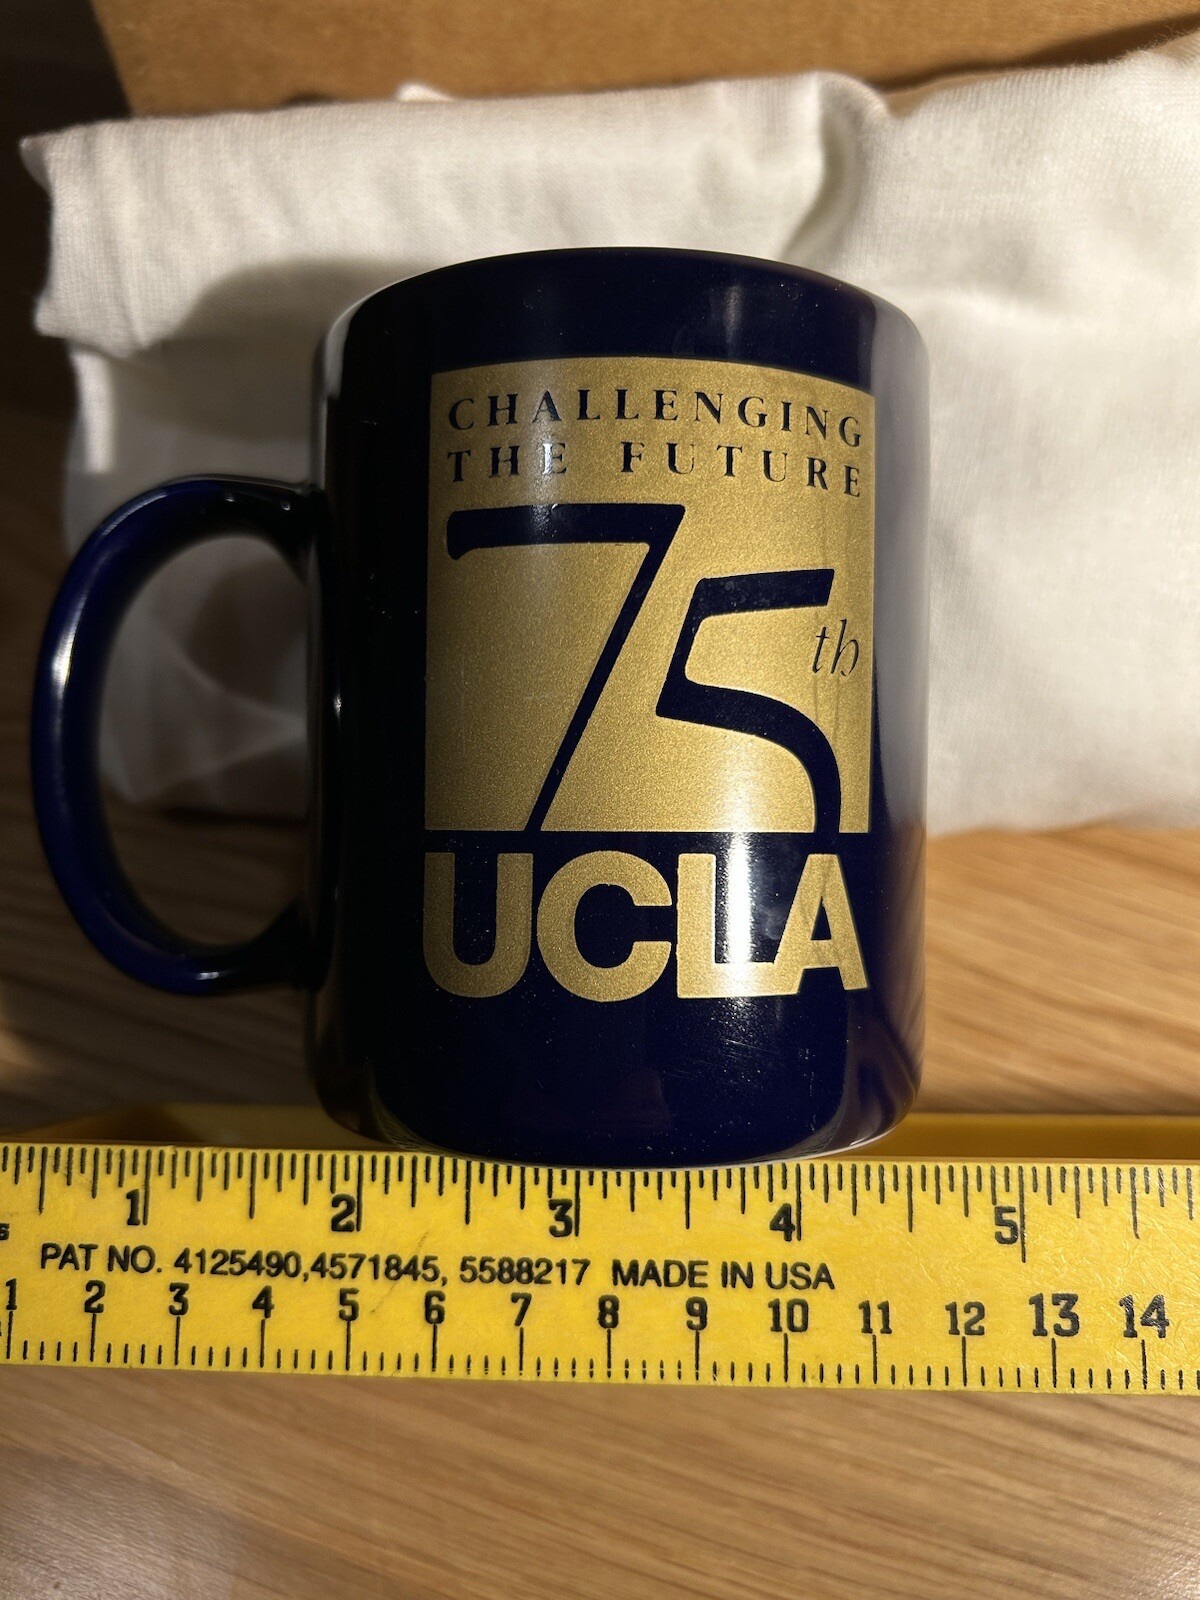 CHALLENGING
THE FUTURE
75th
UCLA
1 2 3 4 5
PAT NO. 4125490,4571845, 5588217 MADE IN USA
1 2 3 4 5 6 7 8 9 10 11 12 13 14